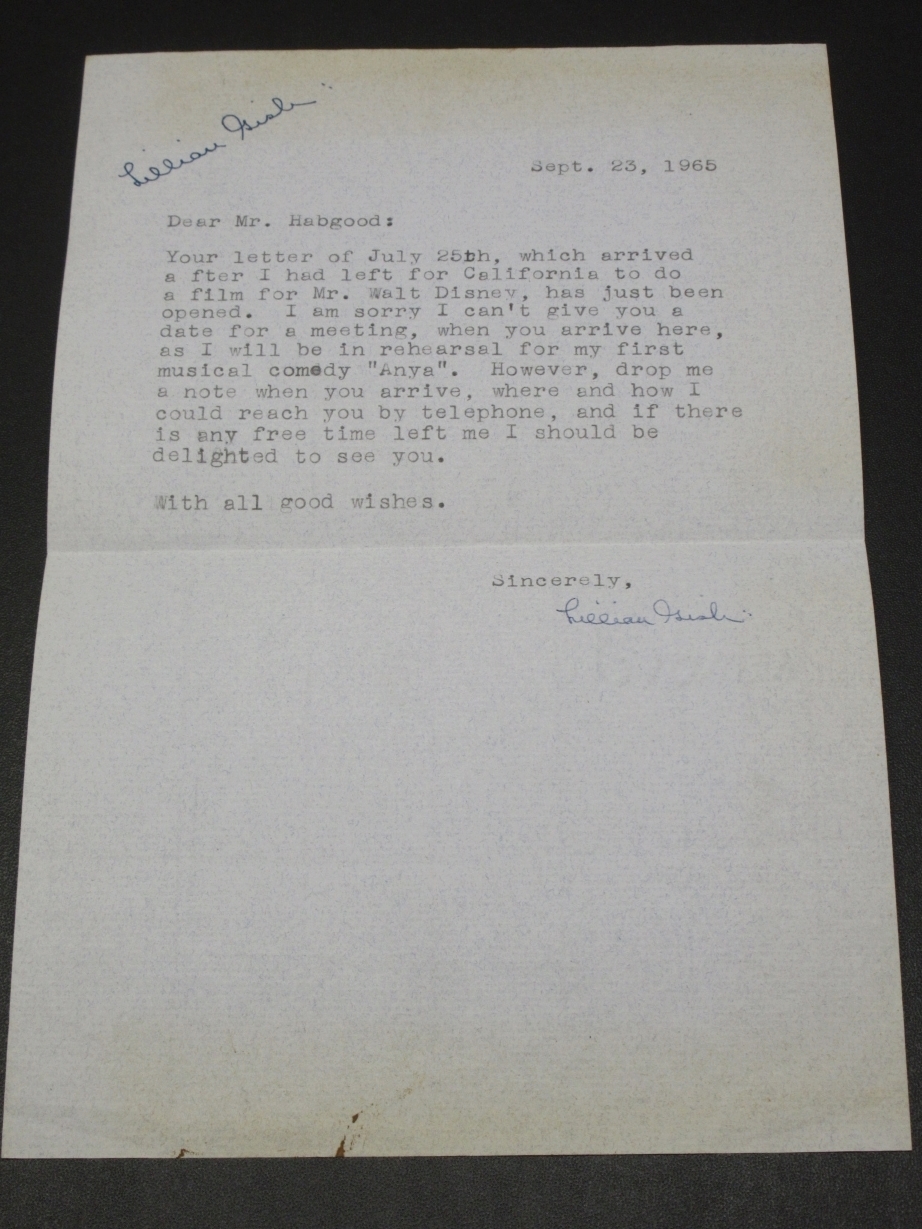 Lillian Gish
Sept. 23, 1965
Dear Mr. Habgood:
Your letter of July 25th, which arrived
a fter I had left for California to do
a film for Mr. Walt Disney, has just been
opened. I am sorry I can't give you a
date for a meeting, when you arrive here,
as I will be in rehearsal for my first
musical comedy "Anya". However, drop me
a note when you arrive, where and how I
could reach you by telephone, and if there
is any free time left me I should be
delighted to see you.
With all good wishes.
Sincerely,
Lillian Gish